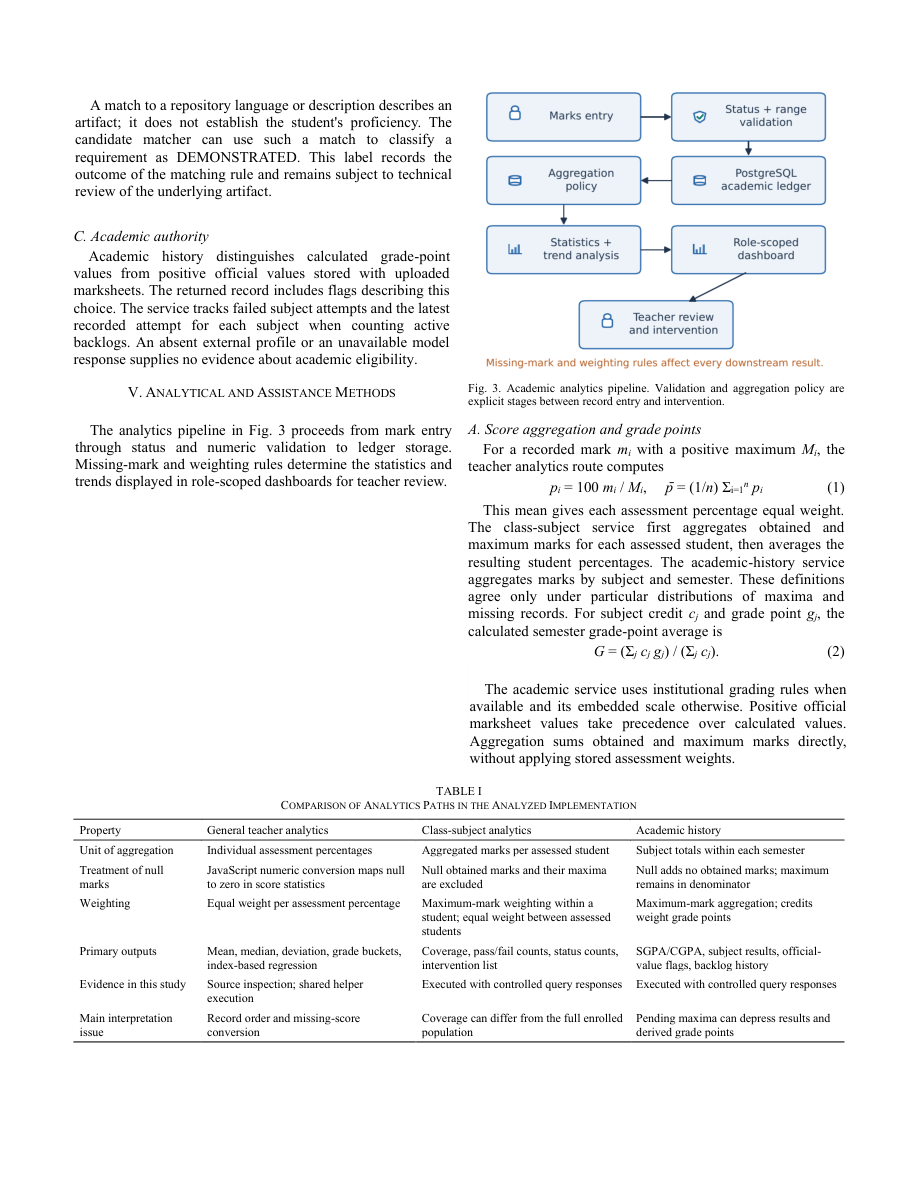 A match to a repository language or description describes an
artifact; it does not establish the student's proficiency. The
candidate matcher can use such a match to classify a
requirement as DEMONSTRATED. This label records the
outcome of the matching rule and remains subject to technical
review of the underlying artifact.
C. Academic authority
Academic history distinguishes calculated grade-point
values from positive official values stored with uploaded
marksheets. The returned record includes flags describing this
choice. The service tracks failed subject attempts and the latest
recorded attempt for each subject when counting active
backlogs. An absent external profile or an unavailable model
response supplies no evidence about academic eligibility.
V. ANALYTICAL AND ASSISTANCE METHODS
The analytics pipeline in Fig. 3 proceeds from mark entry
through status and numeric validation to ledger storage.
Missing-mark and weighting rules determine the statistics and
trends displayed in role-scoped dashboards for teacher review.
Marks entry
Status + range
validation
Aggregation
policy
PostgreSQL
academic ledger
Statistics +
trend analysis
Role-scoped
dashboard
Teacher review
and intervention
Missing-mark and weighting rules affect every downstream result.
Fig. 3. Academic analytics pipeline. Validation and aggregation policy are
explicit stages between record entry and intervention.
A. Score aggregation and grade points
For a recorded mark mᵢ with a positive maximum Mᵢ, the
teacher analytics route computes
pᵢ = 100 mᵢ / Mᵢ, p̄ = (1/n) Σᵢ₌₁ⁿ pᵢ (1)
This mean gives each assessment percentage equal weight.
The class-subject service first aggregates obtained and
maximum marks for each assessed student, then averages the
resulting student percentages. The academic-history service
aggregates marks by subject and semester. These definitions
agree only under particular distributions of maxima and
missing records. For subject credit cⱼ and grade point gⱼ, the
calculated semester grade-point average is
G = (Σⱼ cⱼ gⱼ) / (Σⱼ cⱼ). (2)
The academic service uses institutional grading rules when
available and its embedded scale otherwise. Positive official
marksheet values take precedence over calculated values.
Aggregation sums obtained and maximum marks directly,
without applying stored assessment weights.
TABLE I
COMPARISON OF ANALYTICS PATHS IN THE ANALYZED IMPLEMENTATION
Property General teacher analytics Class-subject analytics Academic history
Unit of aggregation Individual assessment percentages Aggregated marks per assessed student Subject totals within each semester
Treatment of null JavaScript numeric conversion maps null Null obtained marks and their maxima Null adds no obtained marks; maximum
marks to zero in score statistics are excluded remains in denominator
Weighting Equal weight per assessment percentage Maximum-mark weighting within a Maximum-mark aggregation; credits
student; equal weight between assessed weight grade points
students
Primary outputs Mean, median, deviation, grade buckets, Coverage, pass/fail counts, status counts, SGPA/CGPA, subject results, official-
index-based regression intervention list value flags, backlog history
Evidence in this study Source inspection; shared helper Executed with controlled query responses Executed with controlled query responses
execution
Main interpretation Record order and missing-score Coverage can differ from the full enrolled Pending maxima can depress results and
issue conversion population derived grade points